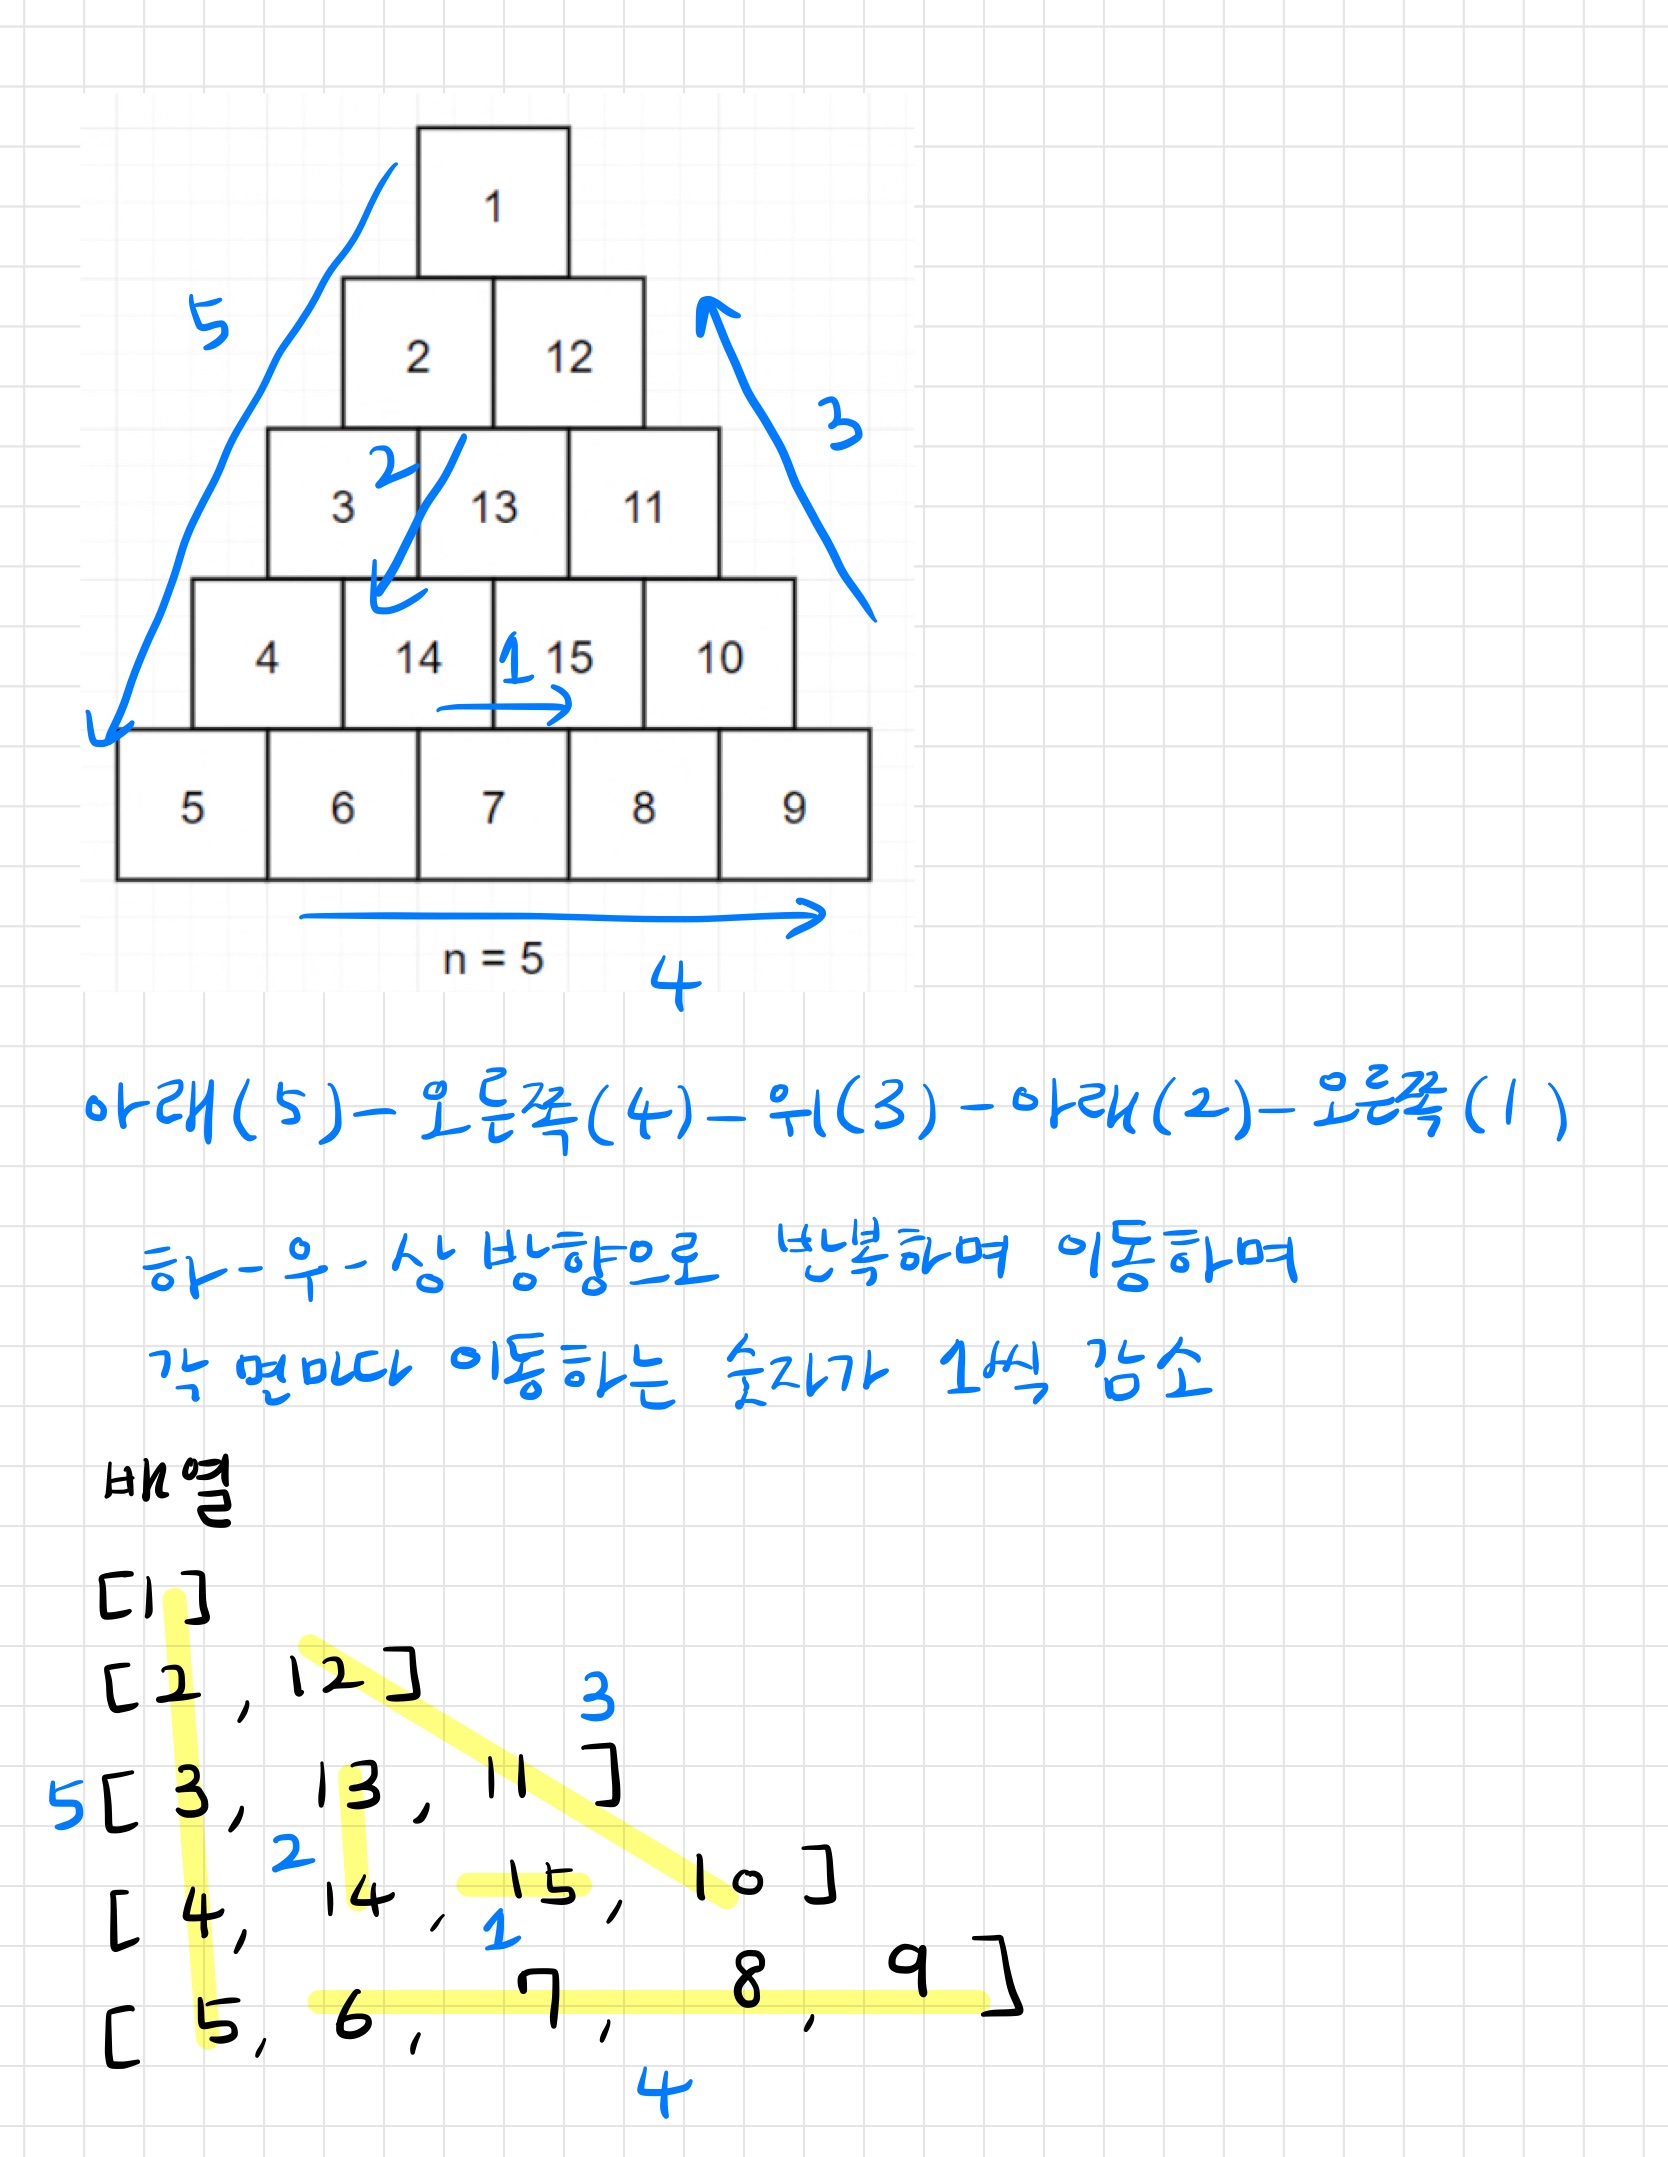 1
5
2 12
3
2
3 13 11
4 14 1 15 10
5 6 7 8 9
n = 5
4
아래(5)-오른쪽(4)-위(3)-아래(2)-오른쪽(1)
하-우-상 방향으로 반복하며 이동하며
각 면마다 이동하는 숫자가 1씩 감소
배열
[1]
[2, 12]
3
5 [3, 13, 11]
2
[4, 14, 15, 10]
1
[5, 6, 7, 8, 9]
4